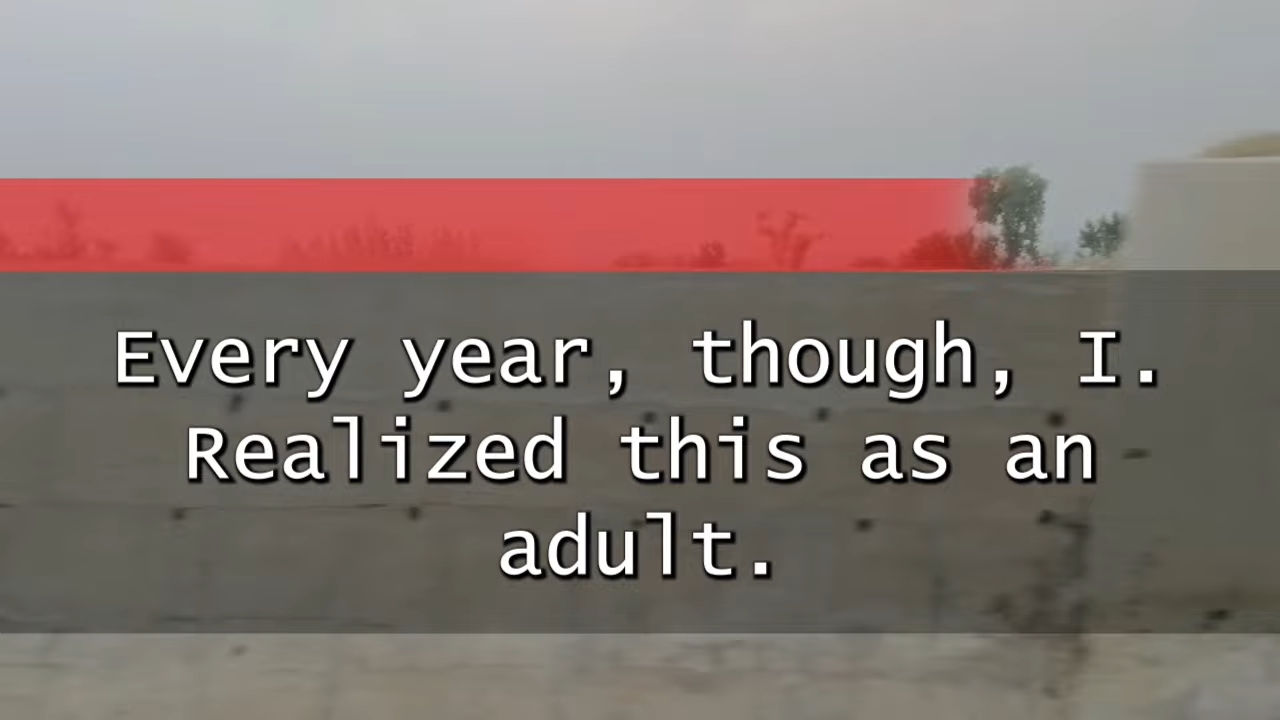 Every year, though, I.
Realized this as an
adult.